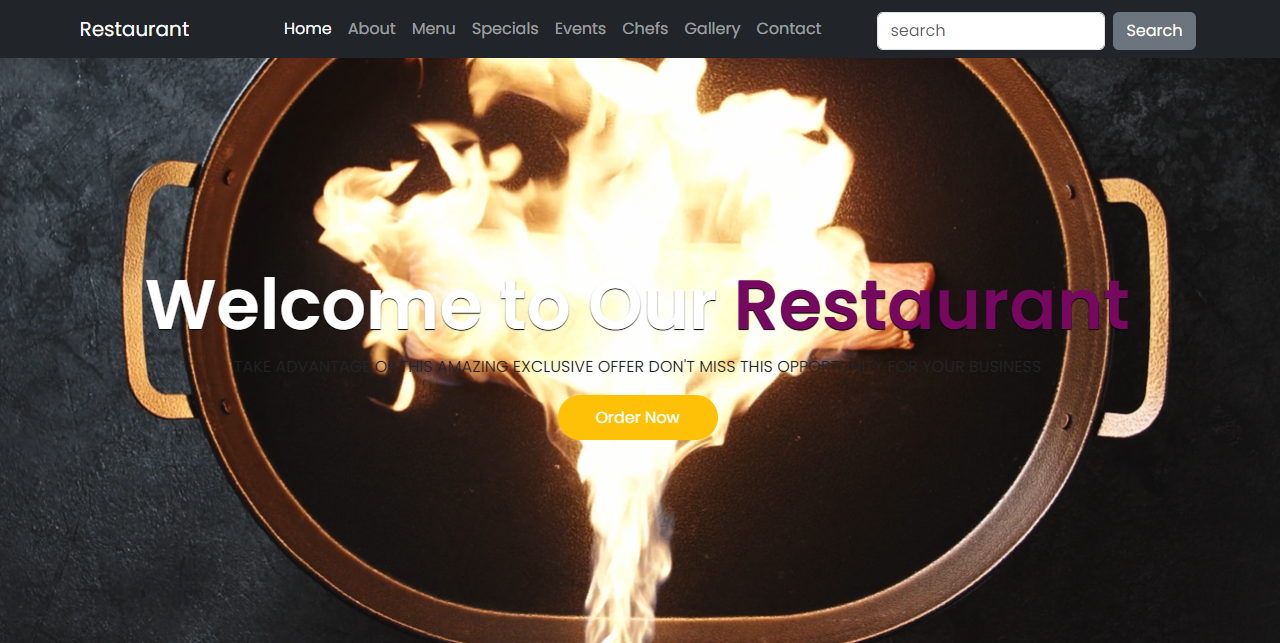 Restaurant
Home About Menu Specials Events Chefs Gallery Contact
search
Search
Welcome to Our Restaurant
TAKE ADVANTAGE OF THIS AMAZING EXCLUSIVE OFFER DON'T MISS THIS OPPORTUNITY FOR YOUR BUSINESS
Order Now